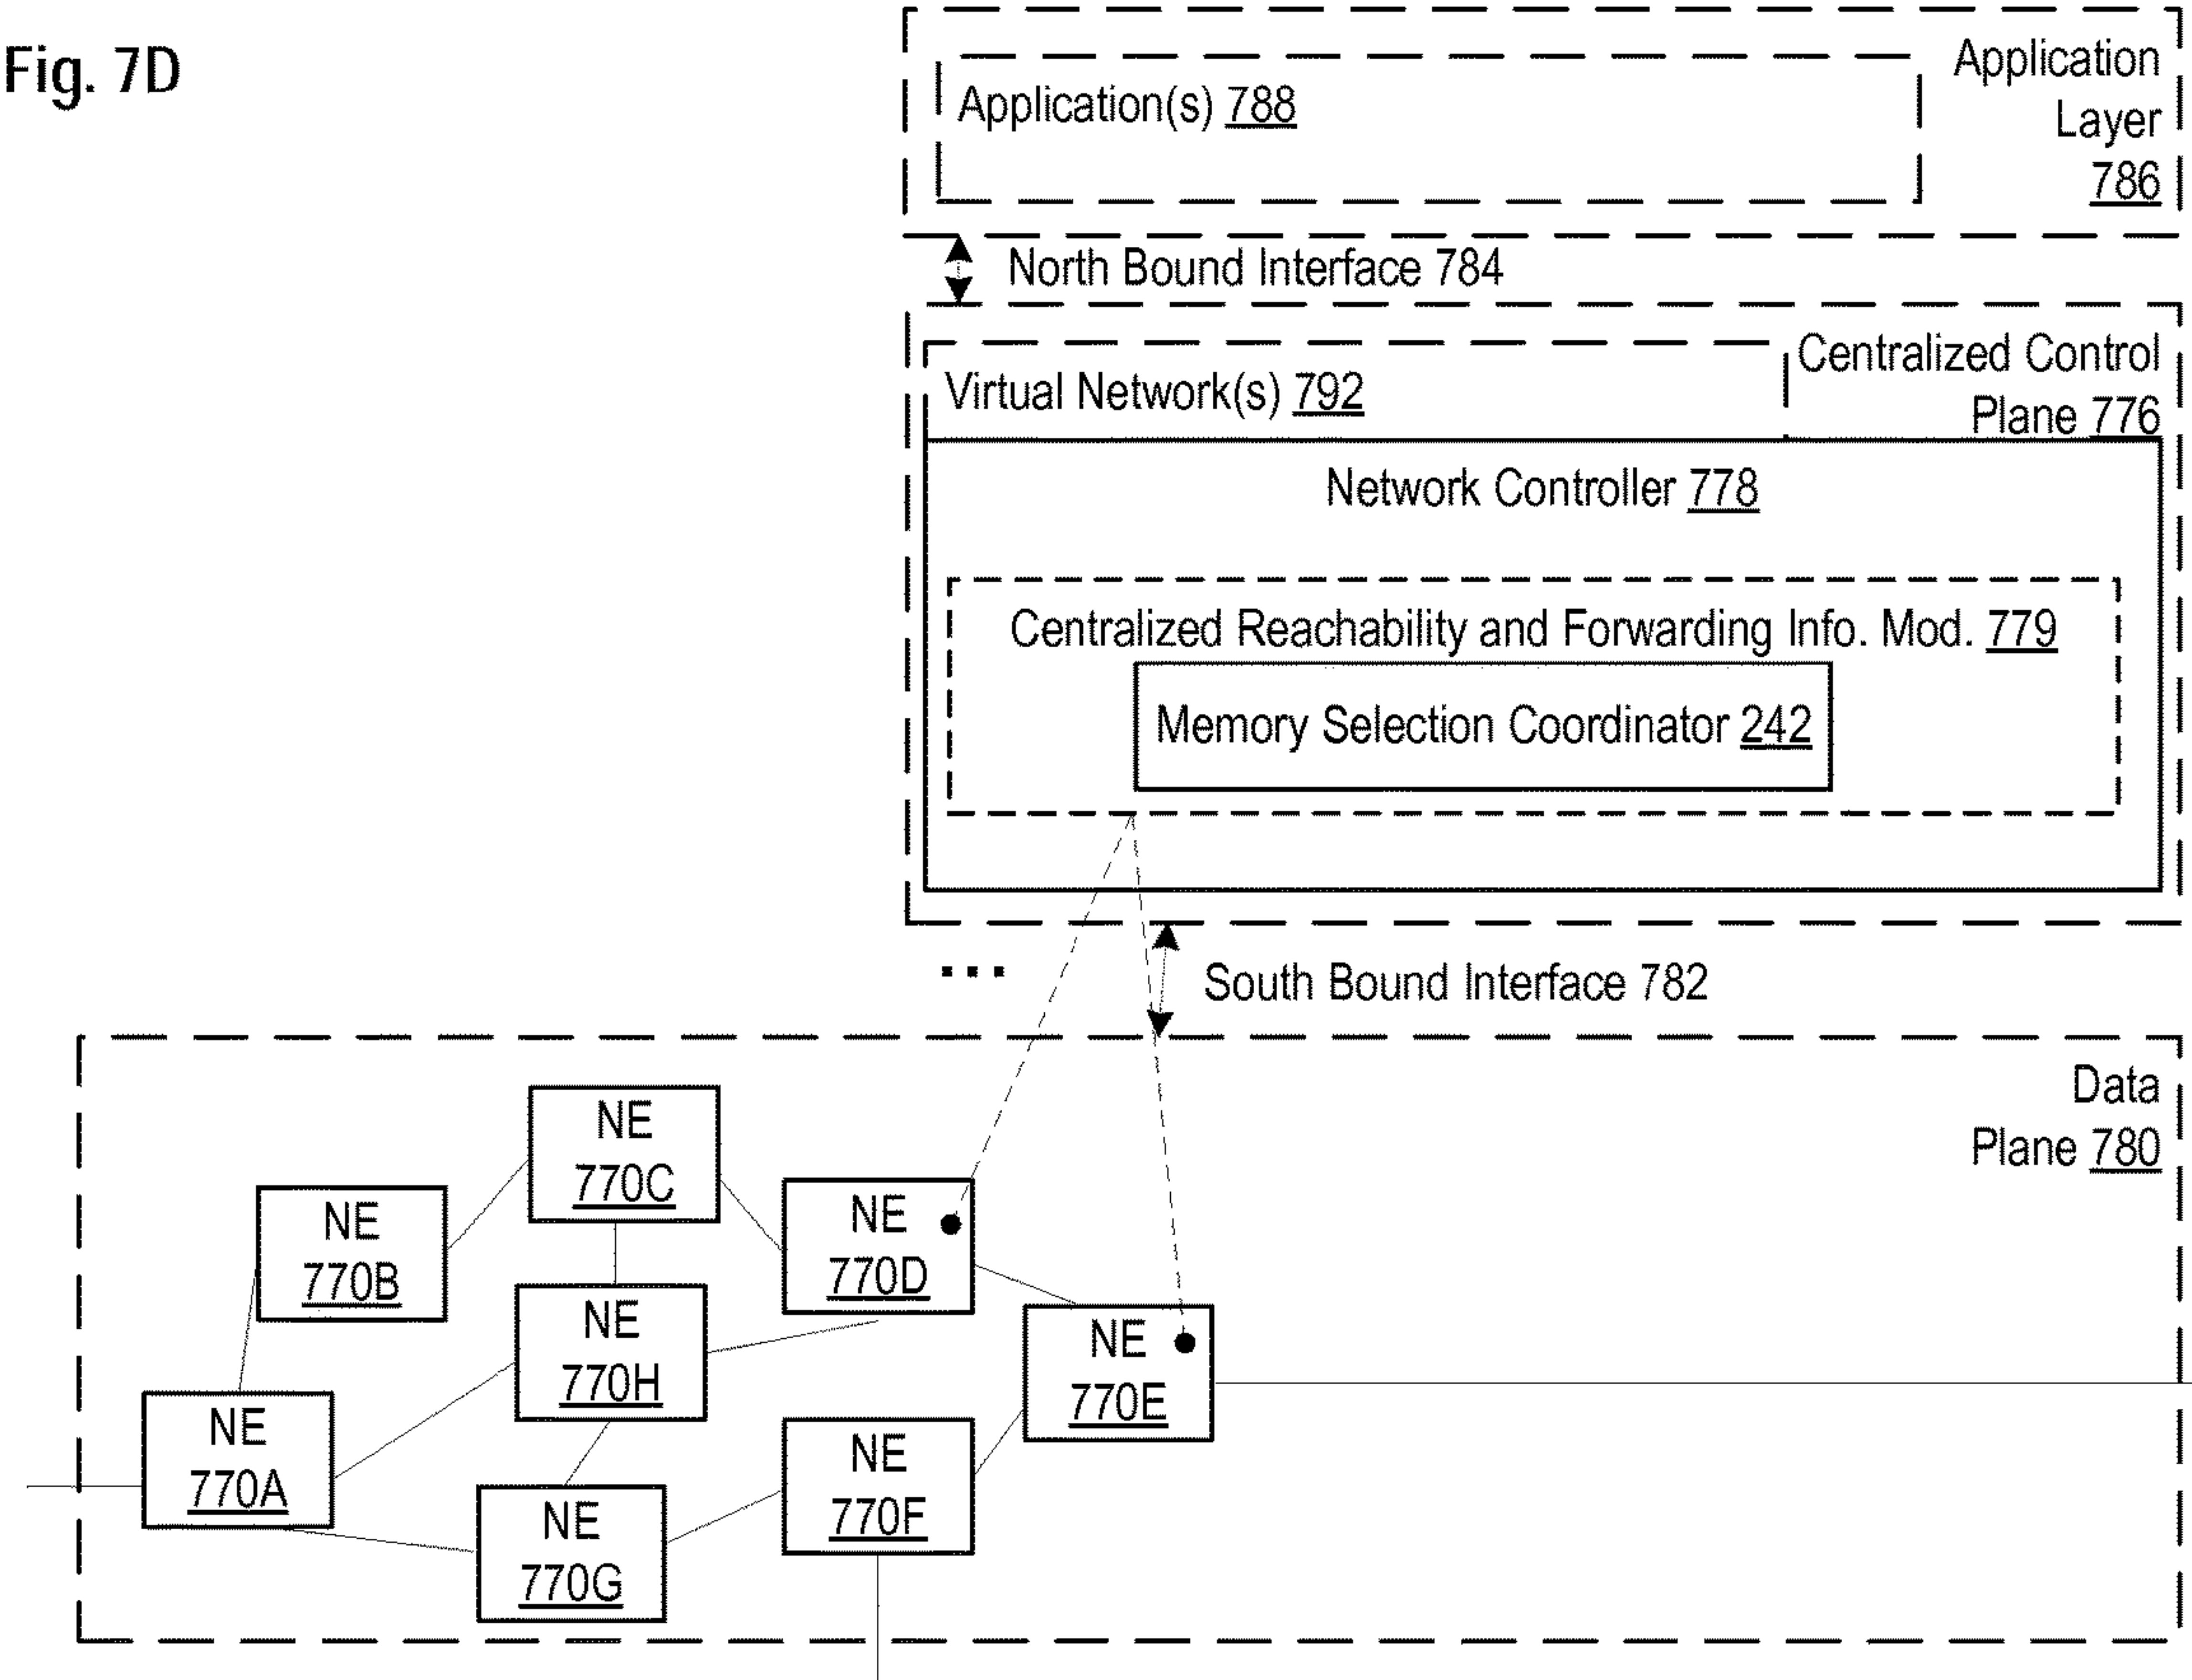 Fig. 7D
Application(s) 788
Application
Layer
786
North Bound Interface 784
Virtual Network(s) 792
Centralized Control
Plane 776
Network Controller 778
Centralized Reachability and Forwarding Info. Mod. 779
Memory Selection Coordinator 242
...
South Bound Interface 782
Data
Plane 780
NE
770C
NE
770B
NE
770D
NE
770H
NE
770E
NE
770A
NE
770F
NE
770G